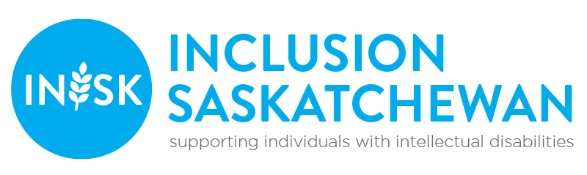 IN SK
INCLUSION
SASKATCHEWAN
supporting individuals with intellectual disabilities